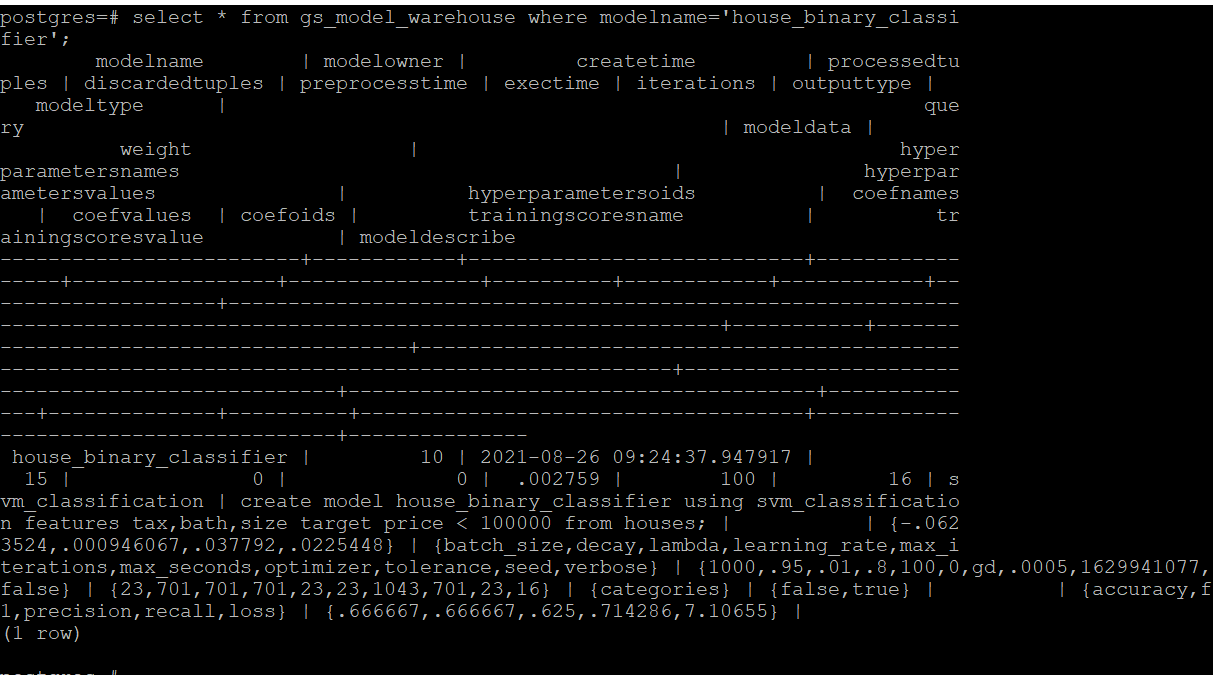 postgres=# select * from gs_model_warehouse where modelname='house_binary_classi
fier';
modelname | modelowner | createtime | processedtu
ples | discardedtuples | preprocesstime | exectime | iterations | outputtype |
modeltype | que
ry | modeldata |
weight | hyper
parametersnames | hyperpar
ametersvalues | hyperparametersoids | coefnames
| coefvalues | coefoids | trainingscoresname | tr
ainingscoresvalue | modeldescribe
-------------------------+------------+----------------------------+------------
-----+-----------------+----------------+----------+------------+------------+--
------------------+-------------------------------------------------------------
------------------------------------------------------------+-----------+-------
----------------------------------+---------------------------------------------
--------------------------------------------------------+-----------------------
----------------------------+---------------------------------------+-----------
---+--------------+----------+-------------------------------------+------------
----------------------------+---------------
house_binary_classifier | 10 | 2021-08-26 09:24:37.947917 |
15 | 0 | 0 | .002759 | 100 | 16 | s
vm_classification | create model house_binary_classifier using svm_classificatio
n features tax,bath,size target price < 100000 from houses; | | {-.062
3524,.000946067,.037792,.0225448} | {batch_size,decay,lambda,learning_rate,max_i
terations,max_seconds,optimizer,tolerance,seed,verbose} | {1000,.95,.01,.8,100,0,gd,.0005,1629941077,
false} | {23,701,701,701,23,23,1043,701,23,16} | {categories} | {false,true} | | {accuracy,f
1,precision,recall,loss} | {.666667,.666667,.625,.714286,7.10655} |
(1 row)